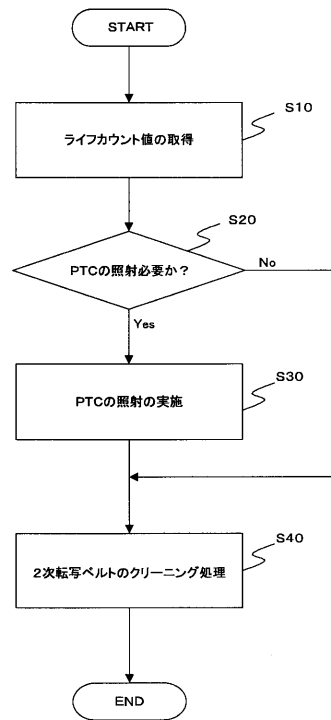 START
S10
ライフカウント値の取得
S20
PTCの照射必要か？
No
Yes
S30
PTCの照射の実施
S40
2次転写ベルトのクリーニング処理
END